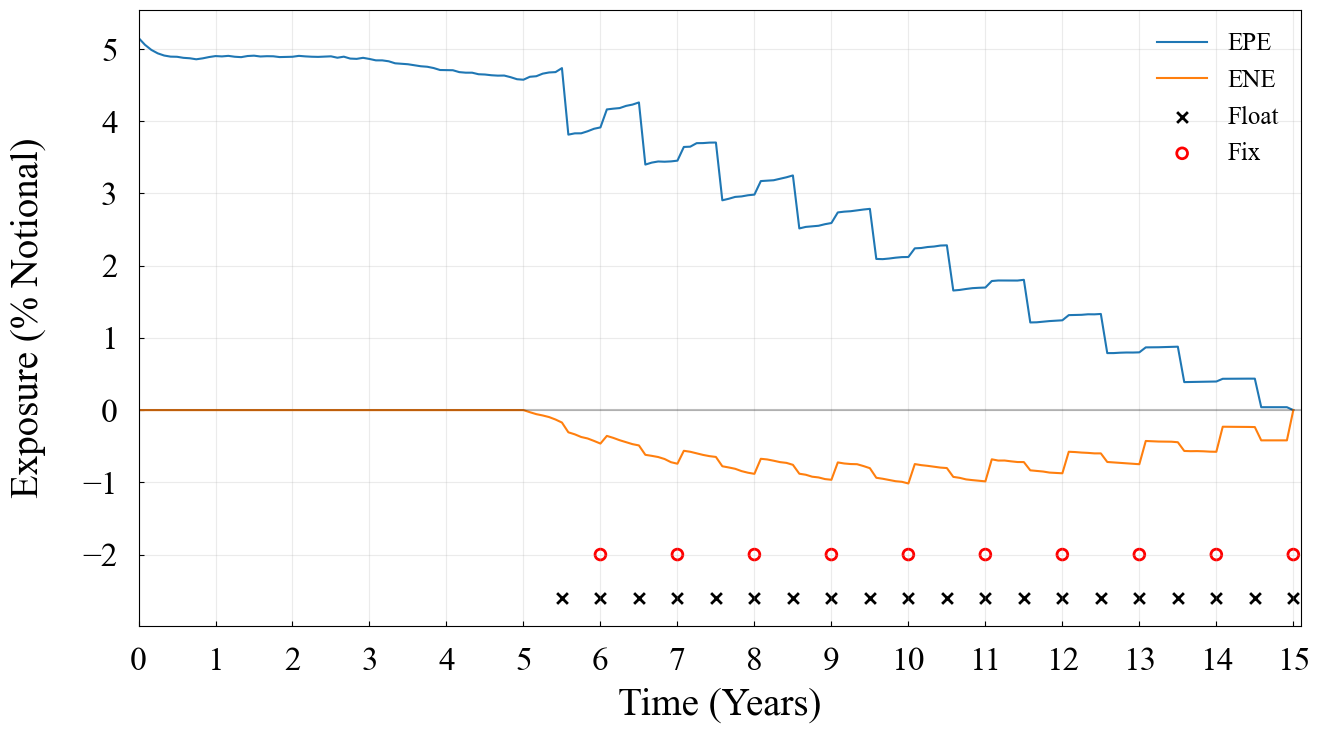 EPE
ENE
Float
Fix
Exposure (% Notional)
5
4
3
2
1
0
−1
−2
0 1 2 3 4 5 6 7 8 9 10 11 12 13 14 15
Time (Years)